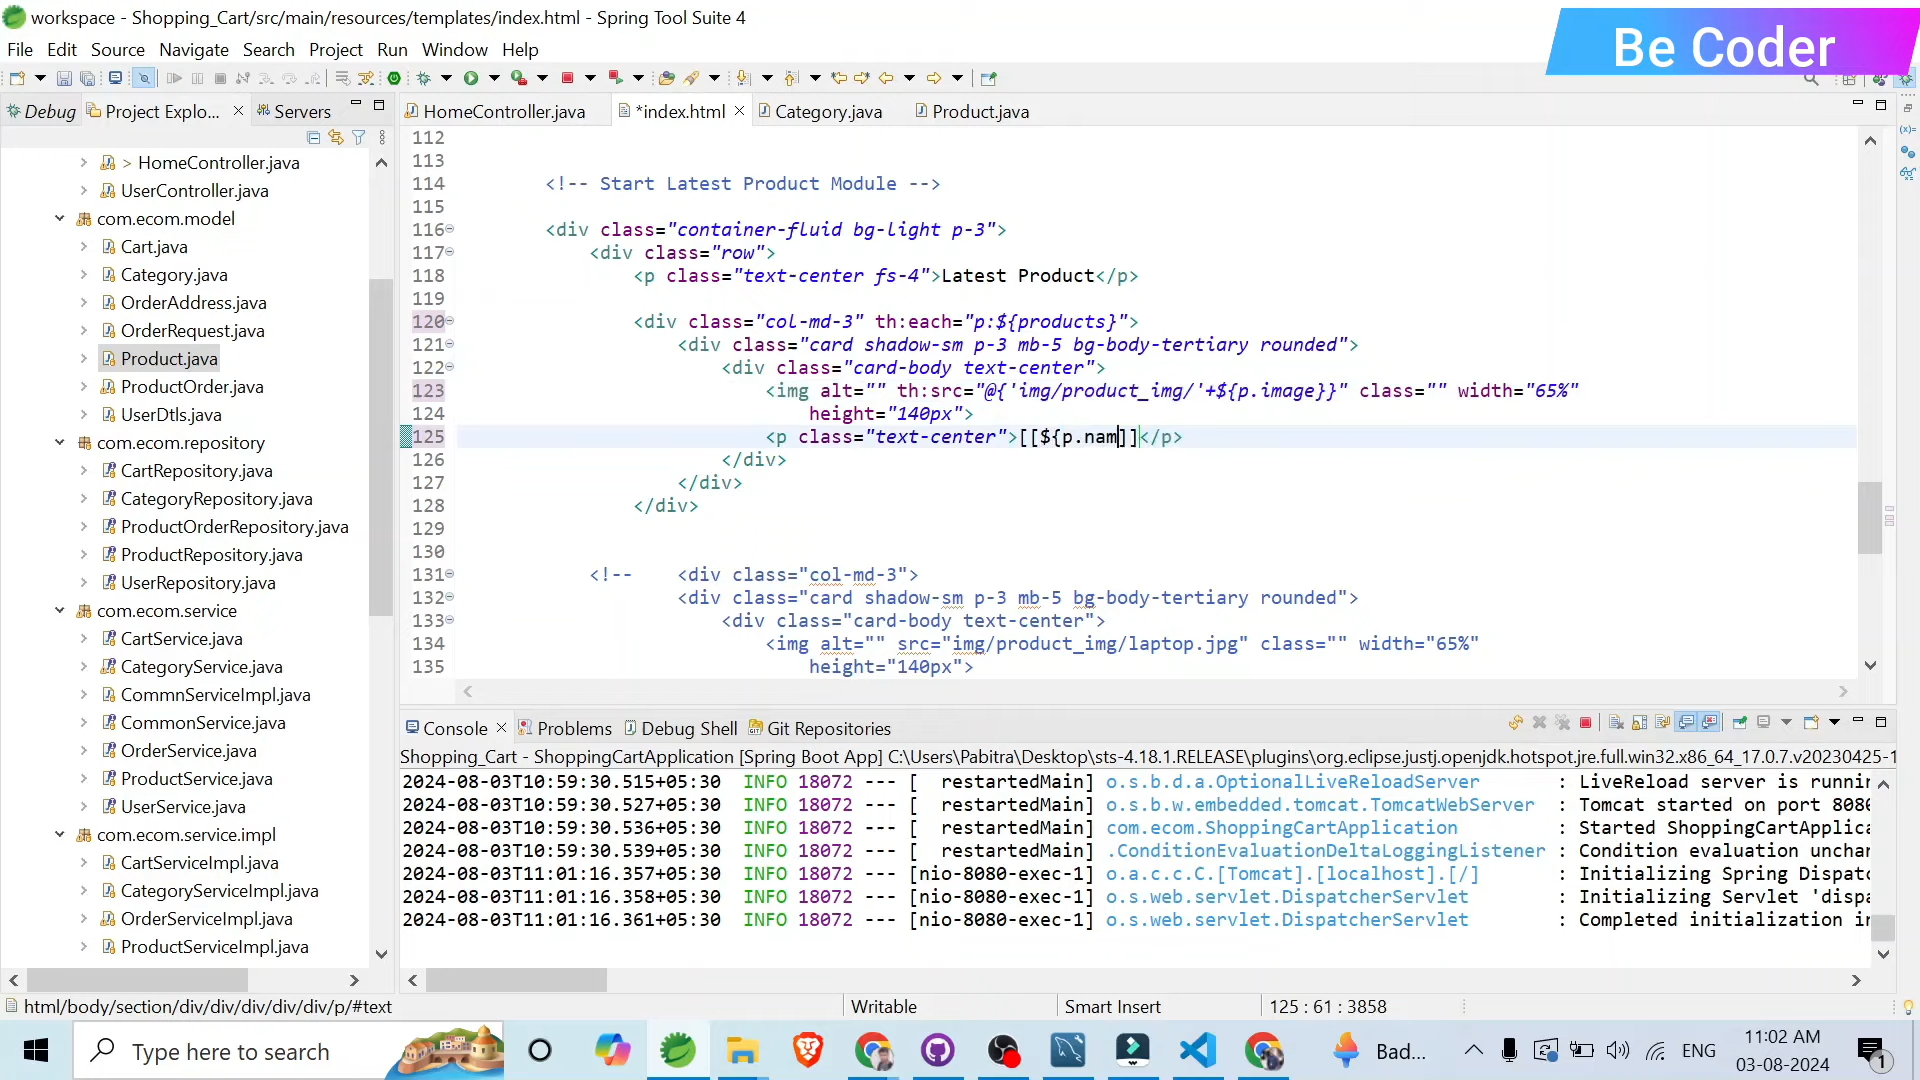 workspace - Shopping_Cart/src/main/resources/templates/index.html - Spring Tool Suite 4
Be Coder
File Edit Source Navigate Search Project Run Window Help
Debug Project Explo... Servers
HomeController.java *index.html Category.java Product.java
> HomeController.java
UserController.java
com.ecom.model
Cart.java
Category.java
OrderAddress.java
OrderRequest.java
Product.java
ProductOrder.java
UserDtls.java
com.ecom.repository
CartRepository.java
CategoryRepository.java
ProductOrderRepository.java
ProductRepository.java
UserRepository.java
com.ecom.service
CartService.java
CategoryService.java
CommnServiceImpl.java
CommonService.java
OrderService.java
ProductService.java
UserService.java
com.ecom.service.impl
CartServiceImpl.java
CategoryServiceImpl.java
OrderServiceImpl.java
ProductServiceImpl.java
112
113
114 <!-- Start Latest Product Module -->
115
116 <div class="container-fluid bg-light p-3">
117 <div class="row">
118 <p class="text-center fs-4">Latest Product</p>
119
120 <div class="col-md-3" th:each="p:${products}">
121 <div class="card shadow-sm p-3 mb-5 bg-body-tertiary rounded">
122 <div class="card-body text-center">
123 <img alt="" th:src="@{'img/product_img/'+${p.image}}" class="" width="65%"
124 height="140px">
125 <p class="text-center">[[${p.nam]]</p>
126 </div>
127 </div>
128 </div>
129
130
131 <!-- <div class="col-md-3">
132 <div class="card shadow-sm p-3 mb-5 bg-body-tertiary rounded">
133 <div class="card-body text-center">
134 <img alt="" src="img/product_img/laptop.jpg" class="" width="65%"
135 height="140px">
Console Problems Debug Shell Git Repositories
Shopping_Cart - ShoppingCartApplication [Spring Boot App] C:\Users\Pabitra\Desktop\sts-4.18.1.RELEASE\plugins\org.eclipse.justj.openjdk.hotspot.jre.full.win32.x86_64_17.0.7.v20230425-1
2024-08-03T10:59:30.515+05:30 INFO 18072 --- [ restartedMain] o.s.b.d.a.OptionalLiveReloadServer : LiveReload server is runnin
2024-08-03T10:59:30.527+05:30 INFO 18072 --- [ restartedMain] o.s.b.w.embedded.tomcat.TomcatWebServer : Tomcat started on port 8080
2024-08-03T10:59:30.536+05:30 INFO 18072 --- [ restartedMain] com.ecom.ShoppingCartApplication : Started ShoppingCartApplica
2024-08-03T10:59:30.539+05:30 INFO 18072 --- [ restartedMain] .ConditionEvaluationDeltaLoggingListener : Condition evaluation unchar
2024-08-03T11:01:16.357+05:30 INFO 18072 --- [nio-8080-exec-1] o.a.c.c.C.[Tomcat].[localhost].[/] : Initializing Spring Dispatc
2024-08-03T11:01:16.358+05:30 INFO 18072 --- [nio-8080-exec-1] o.s.web.servlet.DispatcherServlet : Initializing Servlet 'dispa
2024-08-03T11:01:16.361+05:30 INFO 18072 --- [nio-8080-exec-1] o.s.web.servlet.DispatcherServlet : Completed initialization in
html/body/section/div/div/div/div/div/p/#text Writable Smart Insert 125 : 61 : 3858
Type here to search Bad... ENG 11:02 AM
03-08-2024
1